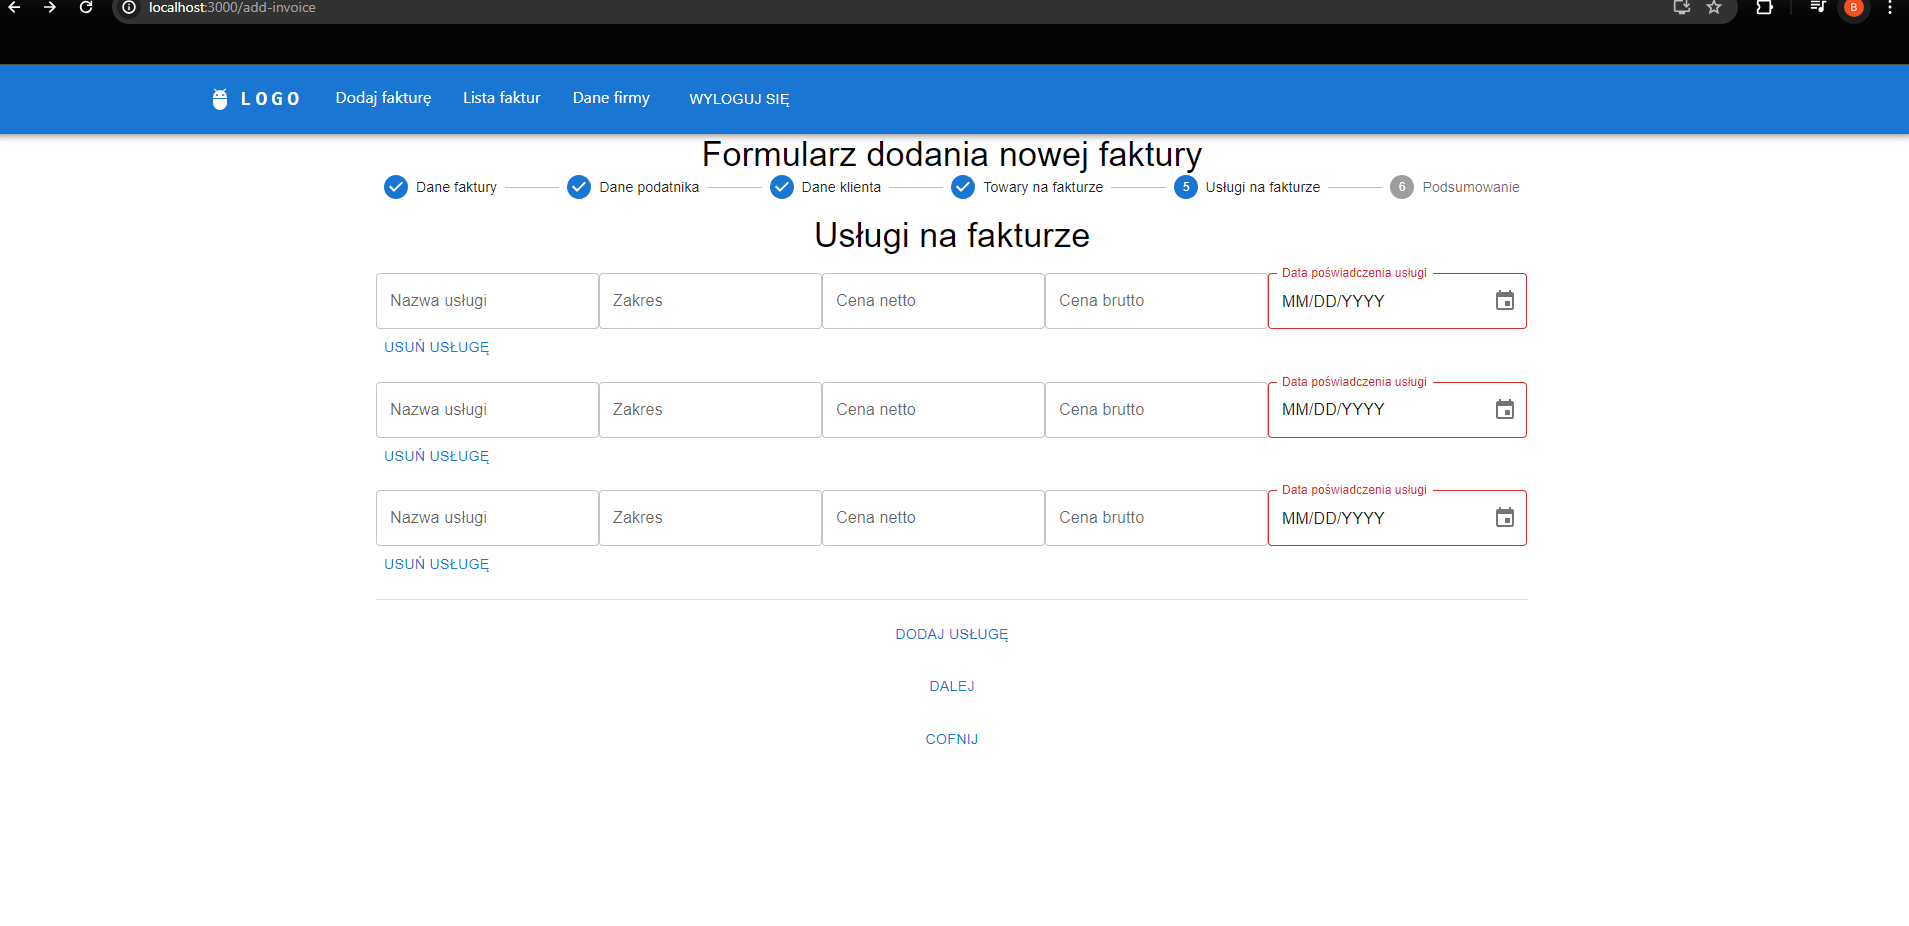 localhost:3000/add-invoice
B
LOGO Dodaj fakturę Lista faktur Dane firmy WYLOGUJ SIĘ
Formularz dodania nowej faktury
Dane faktury Dane podatnika Dane klienta Towary na fakturze 5 Usługi na fakturze 6 Podsumowanie
Usługi na fakturze
Data poświadczenia usługi
Nazwa usługi Zakres Cena netto Cena brutto MM/DD/YYYY
USUŃ USŁUGĘ
Data poświadczenia usługi
Nazwa usługi Zakres Cena netto Cena brutto MM/DD/YYYY
USUŃ USŁUGĘ
Data poświadczenia usługi
Nazwa usługi Zakres Cena netto Cena brutto MM/DD/YYYY
USUŃ USŁUGĘ
DODAJ USŁUGĘ
DALEJ
COFNIJ